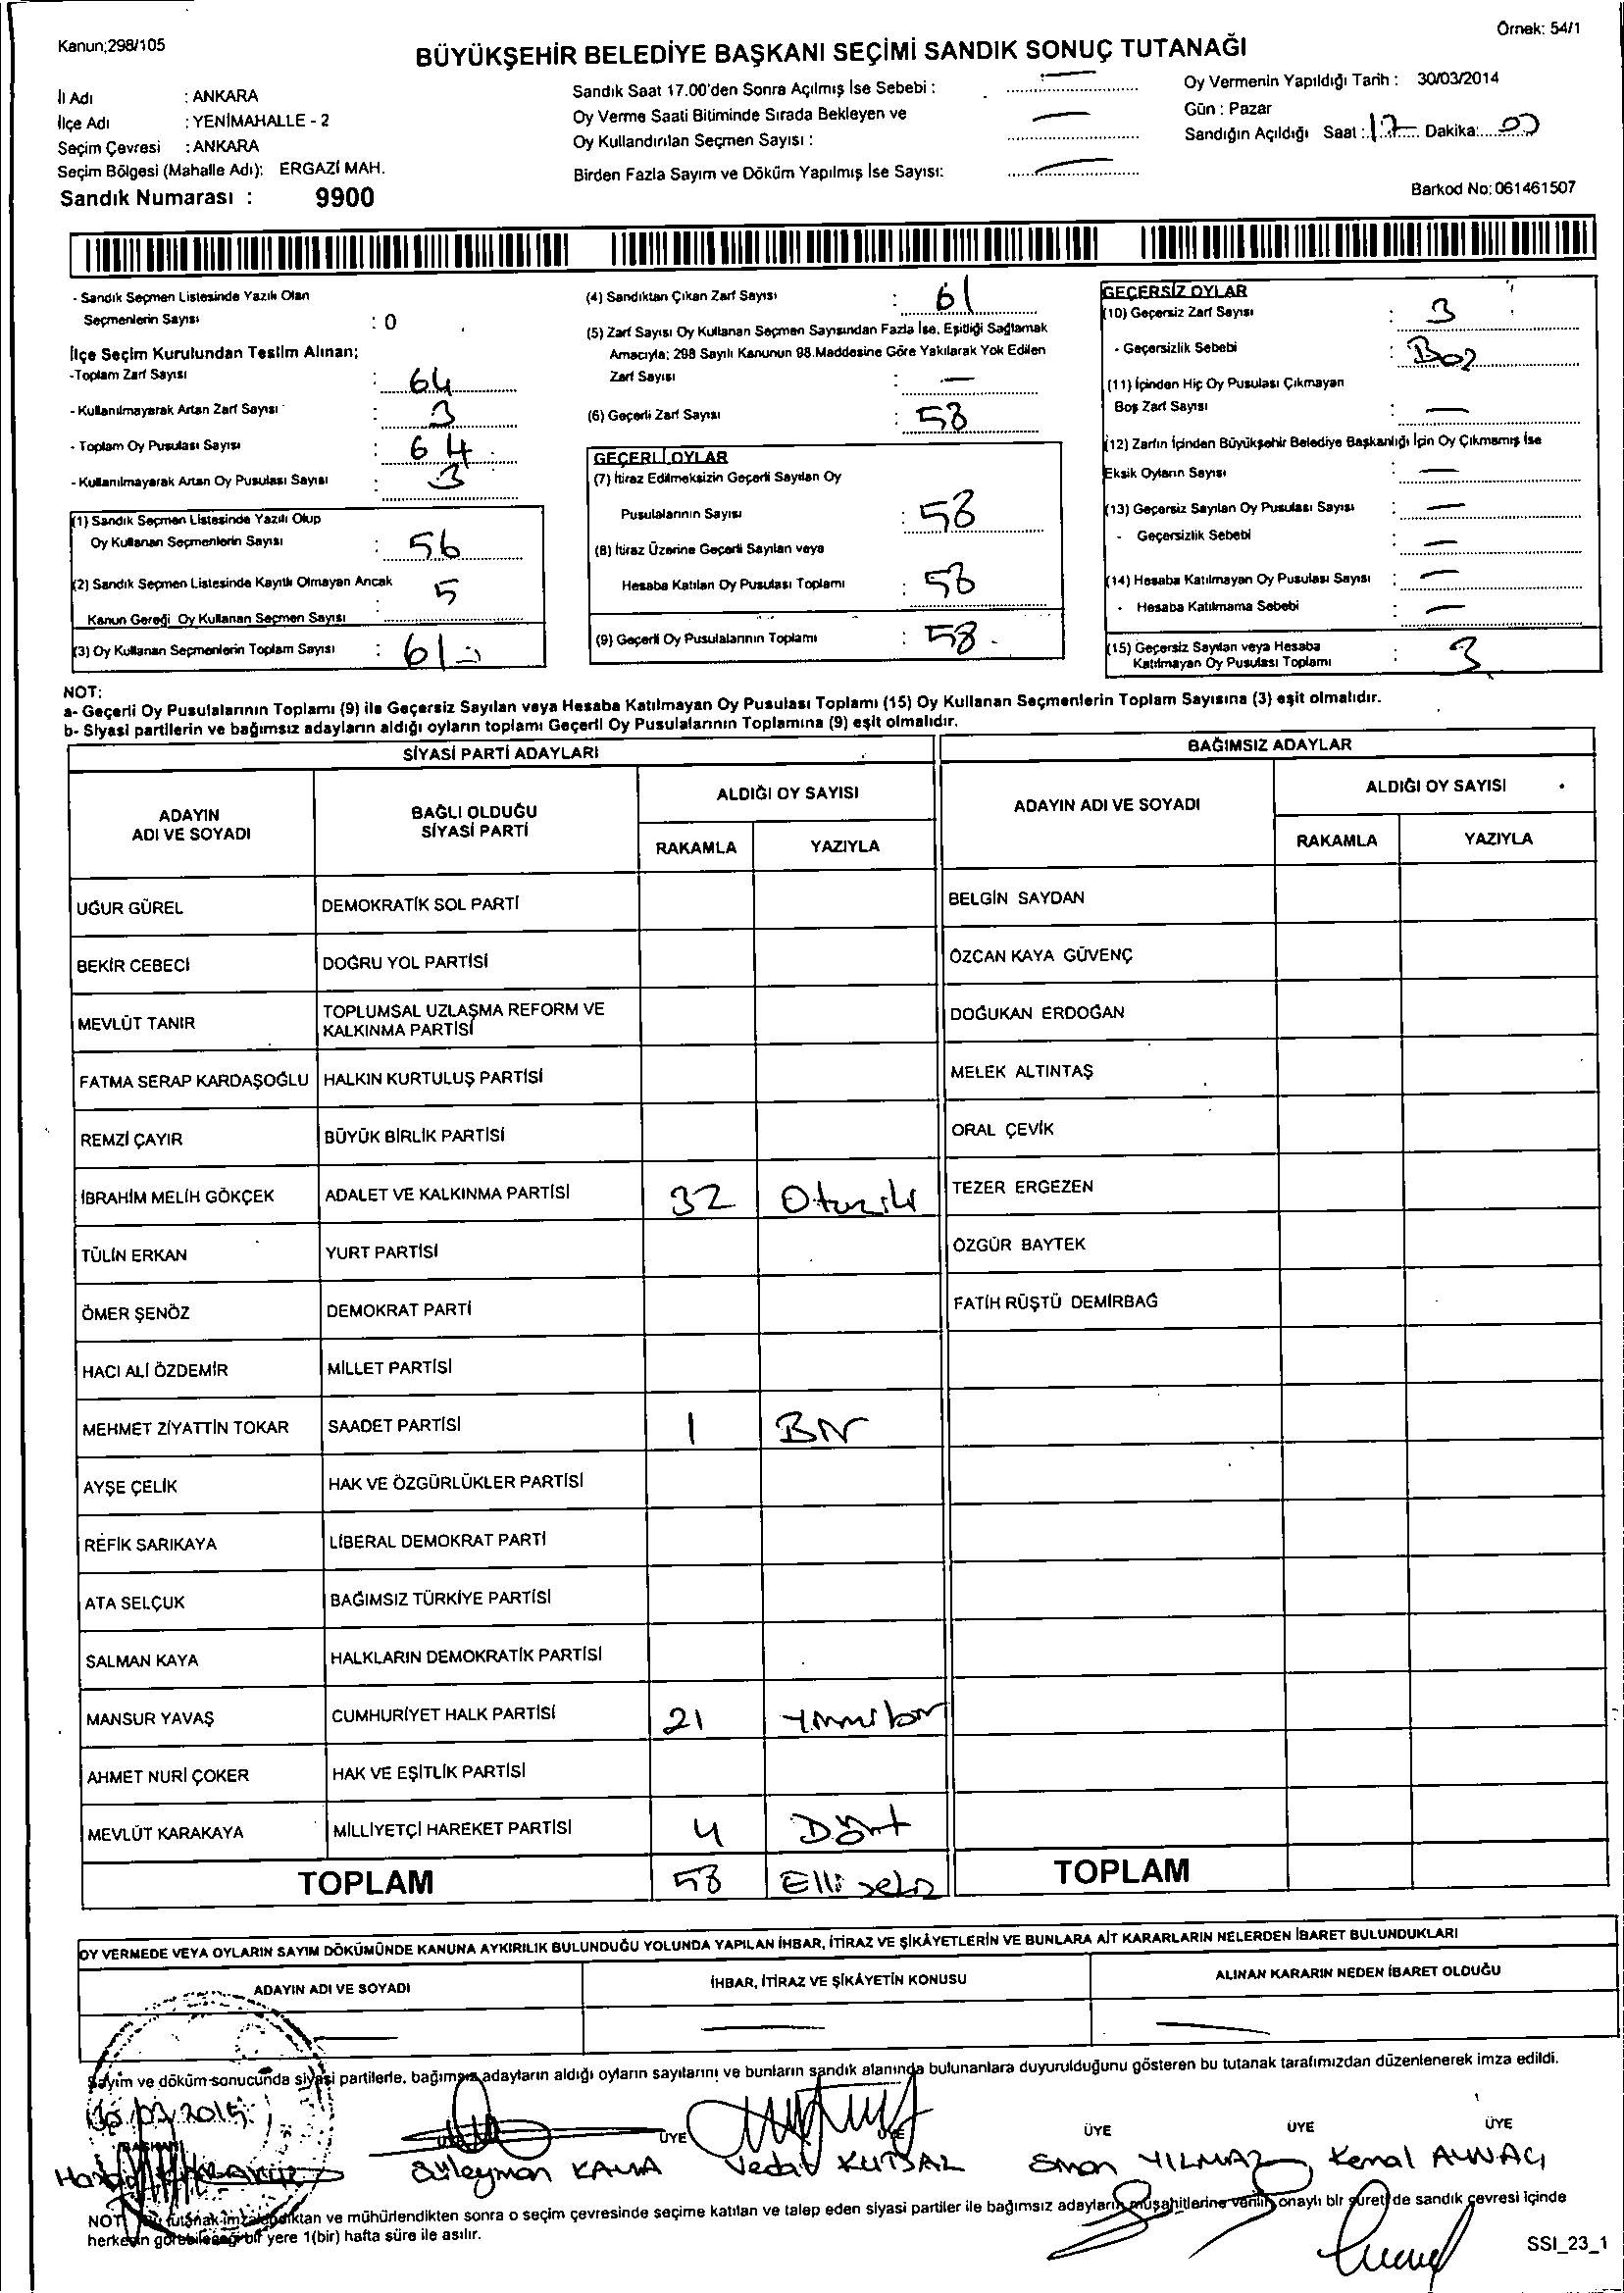 Kanun;298/105
Örnek: 54/1
BÜYÜKŞEHİR BELEDİYE BAŞKANI SEÇİMİ SANDIK SONUÇ TUTANAĞI
İl Adı : ANKARA
İlçe Adı : YENİMAHALLE - 2
Seçim Çevresi : ANKARA
Seçim Bölgesi (Mahalle Adı): ERGAZİ MAH.
Sandık Numarası : 9900
Sandık Saat 17.00'den Sonra Açılmış İse Sebebi : —
Oy Verme Saati Bitiminde Sırada Bekleyen ve
Oy Kullandırılan Seçmen Sayısı : —
Birden Fazla Sayım ve Döküm Yapılmış İse Sayısı: —
Oy Vermenin Yapıldığı Tarih : 30/03/2014
Gün : Pazar
Sandığın Açıldığı Saat : 17 Dakika: 00
Barkod No: 061461507
- Sandık Seçmen Listesinde Yazılı Olan
Seçmenlerin Sayısı : 0
İlçe Seçim Kurulundan Teslim Alınan;
-Toplam Zarf Sayısı : 64
- Kullanılmayarak Artan Zarf Sayısı : 3
- Toplam Oy Pusulası Sayısı : 64
- Kullanılmayarak Artan Oy Pusulası Sayısı : 3
(1) Sandık Seçmen Listesinde Yazılı Olup
Oy Kullanan Seçmenlerin Sayısı : 56
(2) Sandık Seçmen Listesinde Kayıtlı Olmayan Ancak
Kanun Gereği Oy Kullanan Seçmen Sayısı : 5
(3) Oy Kullanan Seçmenlerin Toplam Sayısı : 61
(4) Sandıktan Çıkan Zarf Sayısı : 61
(5) Zarf Sayısı Oy Kullanan Seçmen Sayısından Fazla İse, Eşitliği Sağlamak
Amacıyla; 298 Sayılı Kanunun 98.Maddesine Göre Yakılarak Yok Edilen
Zarf Sayısı : —
(6) Geçerli Zarf Sayısı : 58
GEÇERLİ OYLAR
(7) İtiraz Edilmeksizin Geçerli Sayılan Oy
Pusulalarının Sayısı : 58
(8) İtiraz Üzerine Geçerli Sayılan veya
Hesaba Katılan Oy Pusulası Toplamı : 58
(9) Geçerli Oy Pusulalarının Toplamı : 58
GEÇERSİZ OYLAR
(10) Geçersiz Zarf Sayısı : 3
- Geçersizlik Sebebi : Boş
(11) İçinden Hiç Oy Pusulası Çıkmayan
Boş Zarf Sayısı : —
(12) Zarfın İçinden Büyükşehir Belediye Başkanlığı İçin Oy Çıkmamış İse
Eksik Oyların Sayısı : —
(13) Geçersiz Sayılan Oy Pusulası Sayısı : —
- Geçersizlik Sebebi : —
(14) Hesaba Katılmayan Oy Pusulası Sayısı : —
- Hesaba Katılmama Sebebi : —
(15) Geçersiz Sayılan veya Hesaba
Katılmayan Oy Pusulası Toplamı : 3
NOT:
a- Geçerli Oy Pusulalarının Toplamı (9) ile Geçersiz Sayılan veya Hesaba Katılmayan Oy Pusulası Toplamı (15) Oy Kullanan Seçmenlerin Toplam Sayısına (3) eşit olmalıdır.
b- Siyasi partilerin ve bağımsız adayların aldığı oyların toplamı Geçerli Oy Pusulalarının Toplamına (9) eşit olmalıdır.
SİYASİ PARTİ ADAYLARI
BAĞIMSIZ ADAYLAR
ADAYIN ADI VE SOYADI
BAĞLI OLDUĞU SİYASİ PARTİ
ALDIĞI OY SAYISI
RAKAMLA YAZIYLA
ADAYIN ADI VE SOYADI
ALDIĞI OY SAYISI
RAKAMLA YAZIYLA
UĞUR GÜREL DEMOKRATİK SOL PARTİ BELGİN SAYDAN
BEKİR CEBECİ DOĞRU YOL PARTİSİ ÖZCAN KAYA GÜVENÇ
MEVLÜT TANIR TOPLUMSAL UZLAŞMA REFORM VE KALKINMA PARTİSİ DOĞUKAN ERDOĞAN
FATMA SERAP KARDAŞOĞLU HALKIN KURTULUŞ PARTİSİ MELEK ALTINTAŞ
REMZİ ÇAYIR BÜYÜK BİRLİK PARTİSİ ORAL ÇEVİK
İBRAHİM MELİH GÖKÇEK ADALET VE KALKINMA PARTİSİ 32 Otuziki TEZER ERGEZEN
TÜLİN ERKAN YURT PARTİSİ ÖZGÜR BAYTEK
ÖMER ŞENÖZ DEMOKRAT PARTİ FATİH RÜŞTÜ DEMİRBAĞ
HACI ALİ ÖZDEMİR MİLLET PARTİSİ
MEHMET ZİYATTİN TOKAR SAADET PARTİSİ 1 Bir
AYŞE ÇELİK HAK VE ÖZGÜRLÜKLER PARTİSİ
REFİK SARIKAYA LİBERAL DEMOKRAT PARTİ
ATA SELÇUK BAĞIMSIZ TÜRKİYE PARTİSİ
SALMAN KAYA HALKLARIN DEMOKRATİK PARTİSİ
MANSUR YAVAŞ CUMHURİYET HALK PARTİSİ 21 Yirmibir
AHMET NURİ ÇOKER HAK VE EŞİTLİK PARTİSİ
MEVLÜT KARAKAYA MİLLİYETÇİ HAREKET PARTİSİ 4 Dört
TOPLAM 58 Elli sekiz TOPLAM
OY VERMEDE VEYA OYLARIN SAYIM DÖKÜMÜNDE KANUNA AYKIRILIK BULUNDUĞU YOLUNDA YAPILAN İHBAR, İTİRAZ VE ŞİKÂYETLERİN VE BUNLARA AİT KARARLARIN NELERDEN İBARET BULUNDUKLARI
ADAYIN ADI VE SOYADI İHBAR, İTİRAZ VE ŞİKÂYETİN KONUSU ALINAN KARARIN NEDEN İBARET OLDUĞU
— — —
Sayım ve döküm sonucunda siyasi partilerle, bağımsız adayların aldığı oyların sayılarını ve bunların sandık alanında bulunanlara duyurulduğunu gösteren bu tutanak tarafımızdan düzenlenerek imza edildi.
BAŞKAN ÜYE ÜYE ÜYE ÜYE ÜYE
Süleyman KAYA Vedat KUTSAL YILMAZ Kemal
NOT: Bu tutanak imzalandıktan ve mühürlendikten sonra o seçim çevresinde seçime katılan ve talep eden siyasi partiler ile bağımsız adayların müşahitlerine verilir, onaylı bir sureti de sandık çevresi içinde
herkesin görebileceği bir yere 1(bir) hafta süre ile asılır.
SSI_23_1